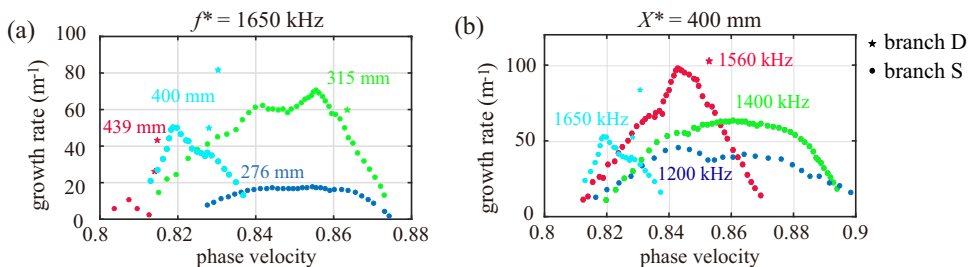 (a)
f* = 1650 kHz
growth rate (m⁻¹)
100
80
60
40
20
0
439 mm
400 mm
315 mm
276 mm
0.8
0.82
0.84
0.86
0.88
phase velocity
(b)
X* = 400 mm
growth rate (m⁻¹)
100
50
0
1650 kHz
1560 kHz
1400 kHz
1200 kHz
0.8
0.82
0.84
0.86
0.88
0.9
phase velocity
branch D
branch S